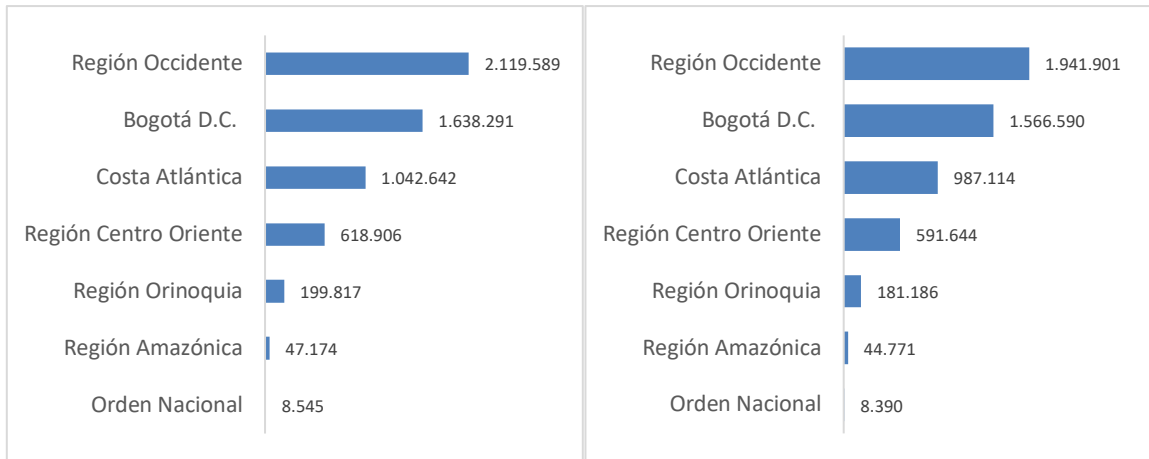 Región Occidente 2.119.589
Bogotá D.C. 1.638.291
Costa Atlántica 1.042.642
Región Centro Oriente 618.906
Región Orinoquia 199.817
Región Amazónica 47.174
Orden Nacional 8.545
Región Occidente 1.941.901
Bogotá D.C. 1.566.590
Costa Atlántica 987.114
Región Centro Oriente 591.644
Región Orinoquia 181.186
Región Amazónica 44.771
Orden Nacional 8.390